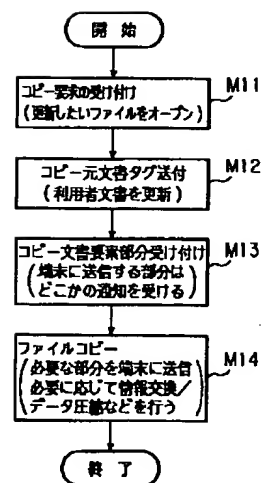 開始
コピー要求の受け付け
(更新したいファイルをオープン)
M11
コピー元文書タグ送付
(利用者文書を更新)
M12
コピー文書要素部分受け付け
(端末に送信する部分は
どこかの通知を受ける)
M13
ファイルコピー
(必要な部分を端末に送信
必要に応じて情報交換/
データ圧縮などを行う)
M14
終了